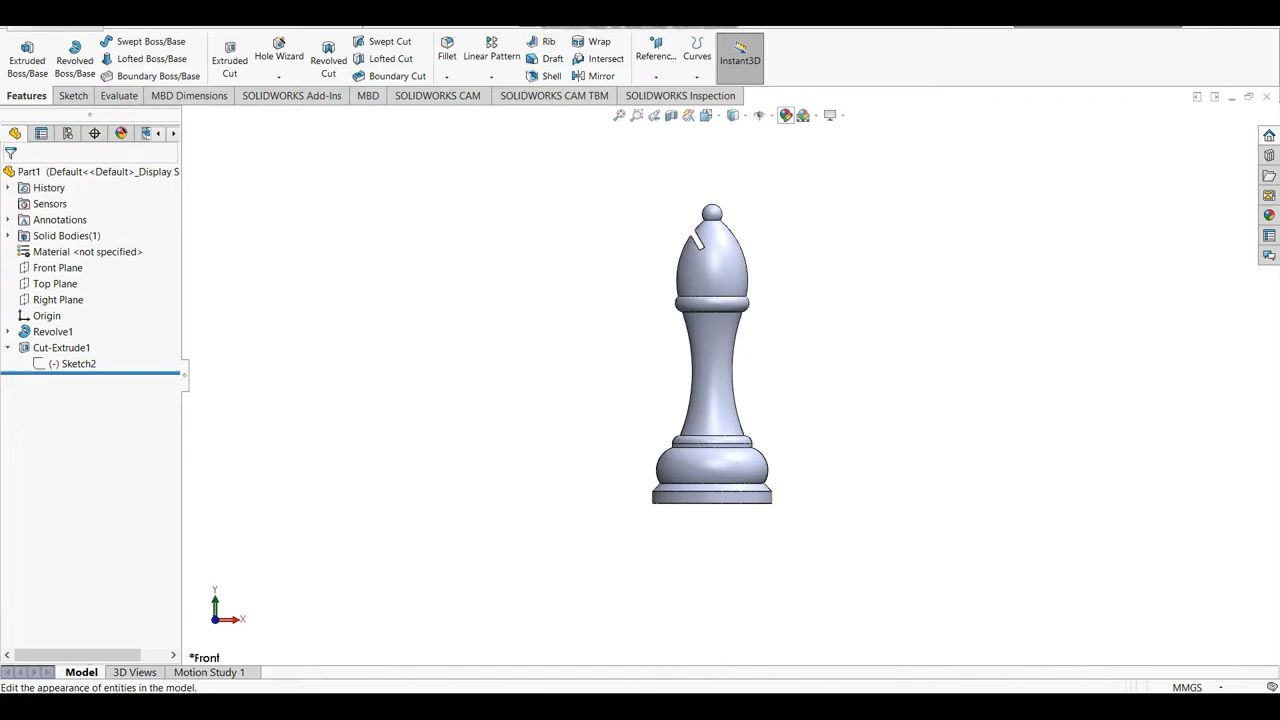 Extruded Boss/Base
Revolved Boss/Base
Swept Boss/Base
Lofted Boss/Base
Boundary Boss/Base
Extruded Cut
Hole Wizard
Revolved Cut
Swept Cut
Lofted Cut
Boundary Cut
Fillet
Linear Pattern
Rib
Draft
Shell
Wrap
Intersect
Mirror
Referenc...
Curves
Instant3D
Features
Sketch
Evaluate
MBD Dimensions
SOLIDWORKS Add-Ins
MBD
SOLIDWORKS CAM
SOLIDWORKS CAM TBM
SOLIDWORKS Inspection
Part1 (Default<<Default>_Display S
History
Sensors
Annotations
Solid Bodies(1)
Material <not specified>
Front Plane
Top Plane
Right Plane
Origin
Revolve1
Cut-Extrude1
(-) Sketch2
Y
X
*Front
Model
3D Views
Motion Study 1
Edit the appearance of entities in the model.
MMGS